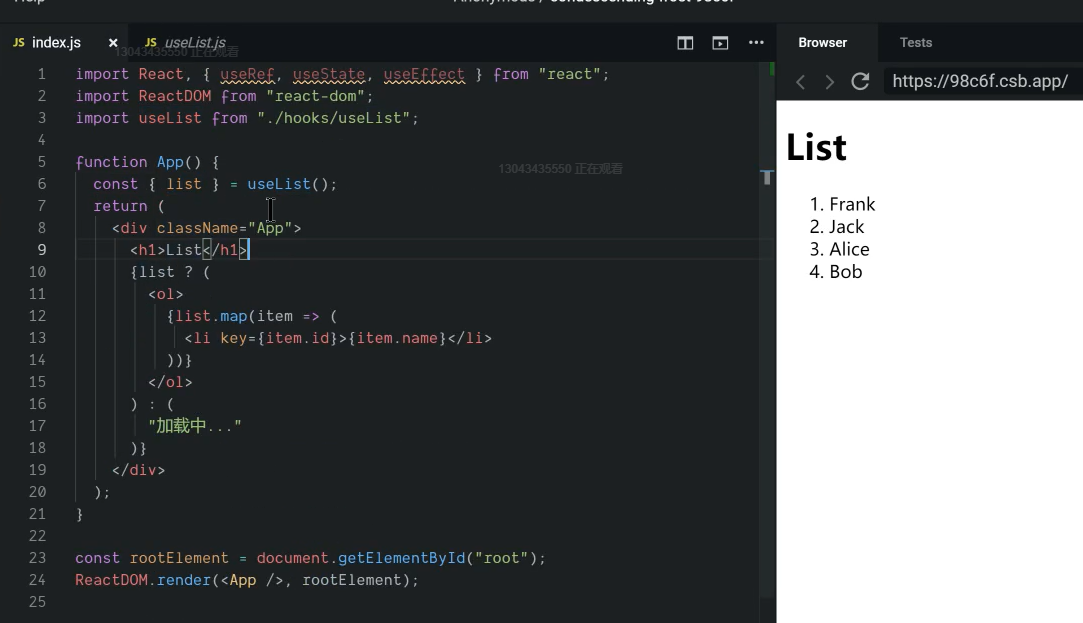 JS index.js × JS useList.js
13043435550 正在观看
1 import React, { useRef, useState, useEffect } from "react";
2 import ReactDOM from "react-dom";
3 import useList from "./hooks/useList";
4
5 function App() {
13043435550 正在观看
6 const { list } = useList();
7 return (
8 <div className="App">
9 <h1>List</h1>
10 {list ? (
11 <ol>
12 {list.map(item => (
13 <li key={item.id}>{item.name}</li>
14 ))}
15 </ol>
16 ) : (
17 "加载中..."
18 )}
19 </div>
20 );
21 }
22
23 const rootElement = document.getElementById("root");
24 ReactDOM.render(<App />, rootElement);
25
Browser Tests
https://98c6f.csb.app/
List
1. Frank
2. Jack
3. Alice
4. Bob